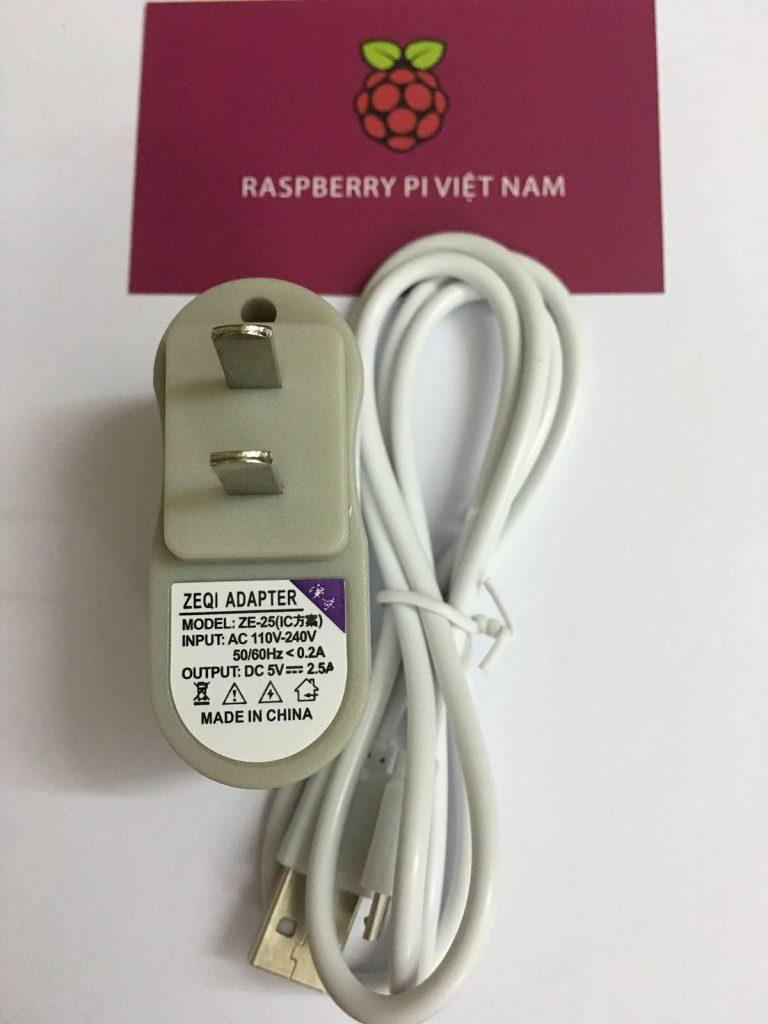 RASPBERRY PI VIỆT NAM
ZEQI ADAPTER
MODEL: ZE-25(IC方案)
INPUT: AC 110V-240V
50/60Hz < 0.2A
OUTPUT: DC 5V⎓ 2.5A
MADE IN CHINA